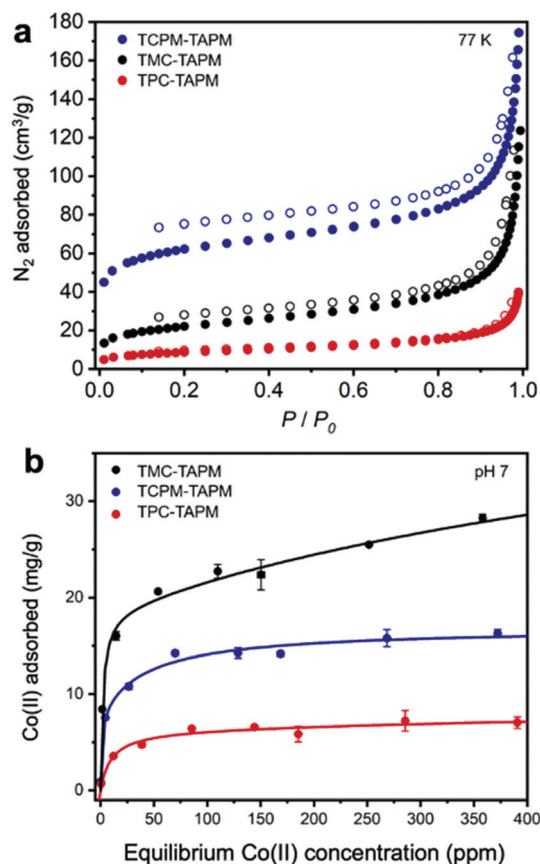 a
180
160
140
120
100
80
60
40
20
0
N₂ adsorbed (cm³/g)
TCPM-TAPM
TMC-TAPM
TPC-TAPM
77 K
0.0 0.2 0.4 0.6 0.8 1.0
P / P₀
b
30
20
10
0
Co(II) adsorbed (mg/g)
TMC-TAPM
TCPM-TAPM
TPC-TAPM
pH 7
0 50 100 150 200 250 300 350 400
Equilibrium Co(II) concentration (ppm)